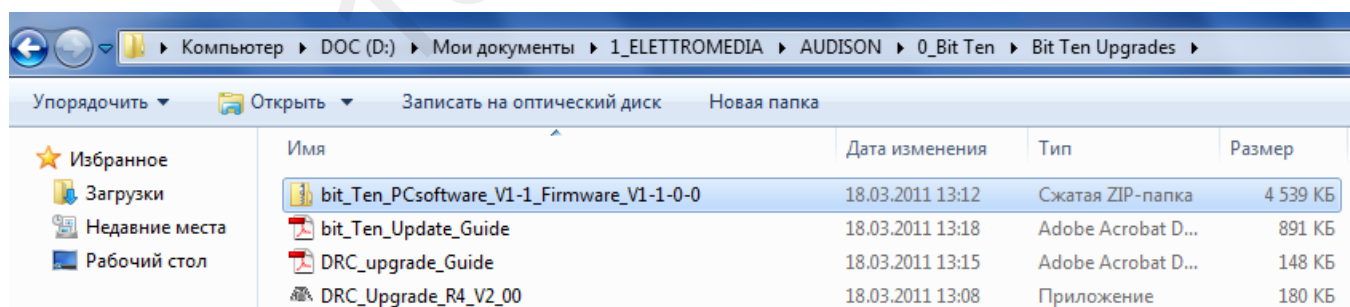 Компьютер ▸ DOC (D:) ▸ Мои документы ▸ 1_ELETTROMEDIA ▸ AUDISON ▸ 0_Bit Ten ▸ Bit Ten Upgrades ▸
Упорядочить ▼ Открыть ▼ Записать на оптический диск Новая папка
Избранное Имя Дата изменения Тип Размер
Загрузки bit_Ten_PCsoftware_V1-1_Firmware_V1-1-0-0 18.03.2011 13:12 Сжатая ZIP-папка 4 539 КБ
Недавние места bit_Ten_Update_Guide 18.03.2011 13:18 Adobe Acrobat D... 891 КБ
Рабочий стол DRC_upgrade_Guide 18.03.2011 13:15 Adobe Acrobat D... 148 КБ
DRC_Upgrade_R4_V2_00 18.03.2011 13:08 Приложение 180 КБ